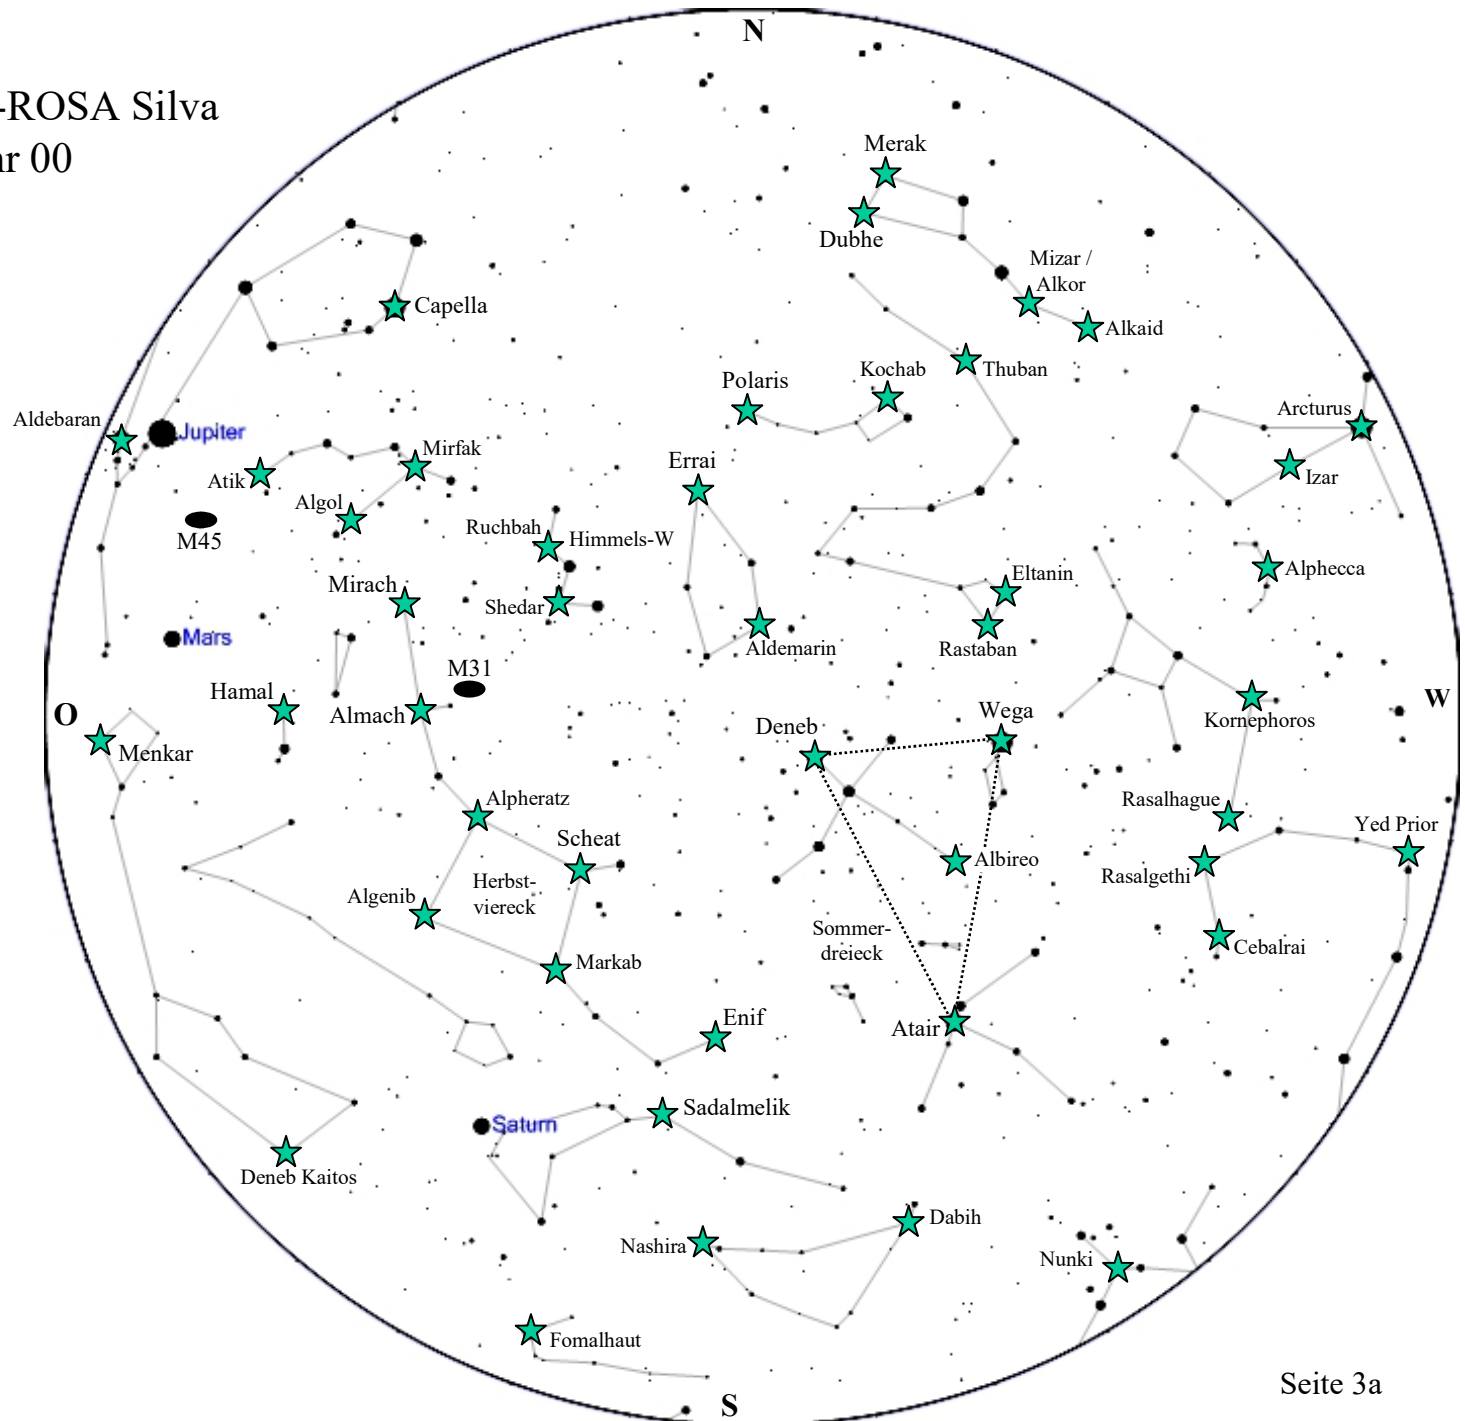 N
-ROSA Silva
ar 00
Merak
Dubhe
Mizar /
Alkor
Capella
Alkaid
Thuban
Kochab
Polaris
Aldebaran
Arcturus
Jupiter
Mirfak
Errai
Atik
Izar
Algol
Ruchbah
Himmels-W
M45
Alphecca
Eltanin
Mirach
Shedar
Mars
Aldemarin
Rastaban
M31
Hamal
Almach
O
W
Wega
Kornephoros
Deneb
Menkar
Alpheratz
Rasalhague
Yed Prior
Scheat
Albireo
Rasalgethi
Herbst-
viereck
Algenib
Sommer-
dreieck
Cebalrai
Markab
Enif
Atair
Sadalmelik
Saturn
Deneb Kaitos
Dabih
Nashira
Nunki
Fomalhaut
Seite 3a
S